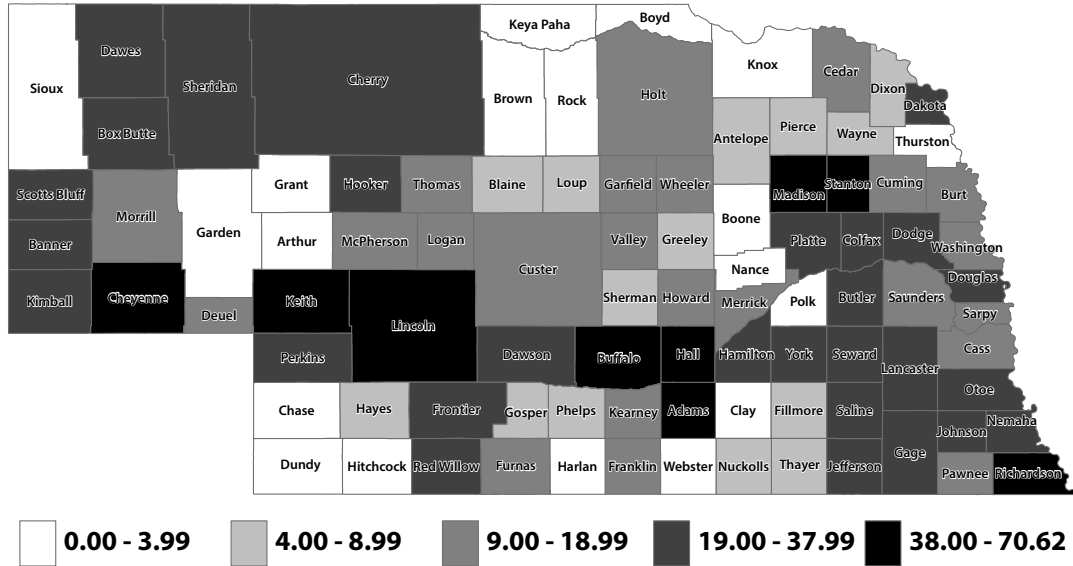 Keya Paha
Boyd
Dawes
Knox
Cedar
Cherry
Sioux
Sheridan
Dixon
Holt
Brown
Rock
Dakota
Pierce
Box Butte
Antelope
Wayne
Thurston
Grant
Hooker
Thomas
Blaine
Loup
Garfield
Wheeler
Cuming
Scotts Bluff
Madison
Stanton
Burt
Morrill
Boone
Garden
Arthur
McPherson
Logan
Valley
Greeley
Platte
Colfax
Dodge
Banner
Washington
Custer
Nance
Douglas
Kimball
Cheyenne
Keith
Sherman
Howard
Merrick
Polk
Butler
Saunders
Deuel
Sarpy
Lincoln
Cass
Perkins
Dawson
Buffalo
Hall
Hamilton
York
Seward
Lancaster
Otoe
Chase
Hayes
Frontier
Gosper
Phelps
Kearney
Adams
Clay
Fillmore
Saline
Nemaha
Johnson
Gage
Dundy
Hitchcock
Red Willow
Furnas
Harlan
Franklin
Webster
Nuckolls
Thayer
Jefferson
Pawnee
Richardson
0.00 - 3.99
4.00 - 8.99
9.00 - 18.99
19.00 - 37.99
38.00 - 70.62